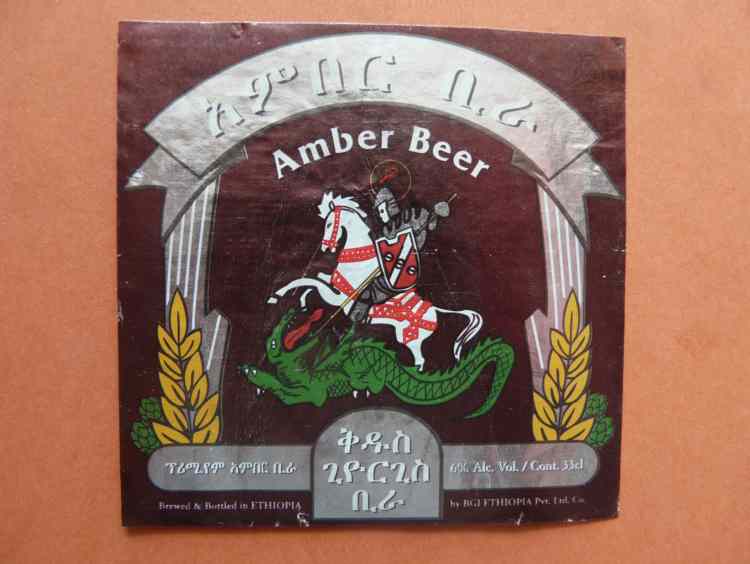 አምበር ቢራ
Amber Beer
ፕሪሚየም አምበር ቢራ
ቅዱስ
ጊዮርጊስ
ቢራ
6% Alc. Vol. / Cont. 33cl
Brewed & Bottled in ETHIOPIA
by BGI ETHIOPIA Pvt. Ltd. Co.